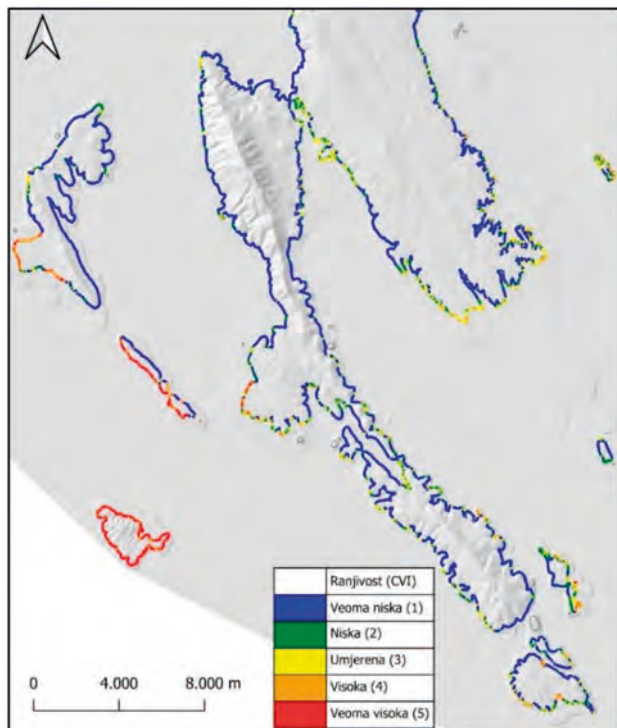 Ranjivost (CVI)
Veoma niska (1)
Niska (2)
Umjerena (3)
Visoka (4)
Veoma visoka (5)
0 4.000 8.000 m